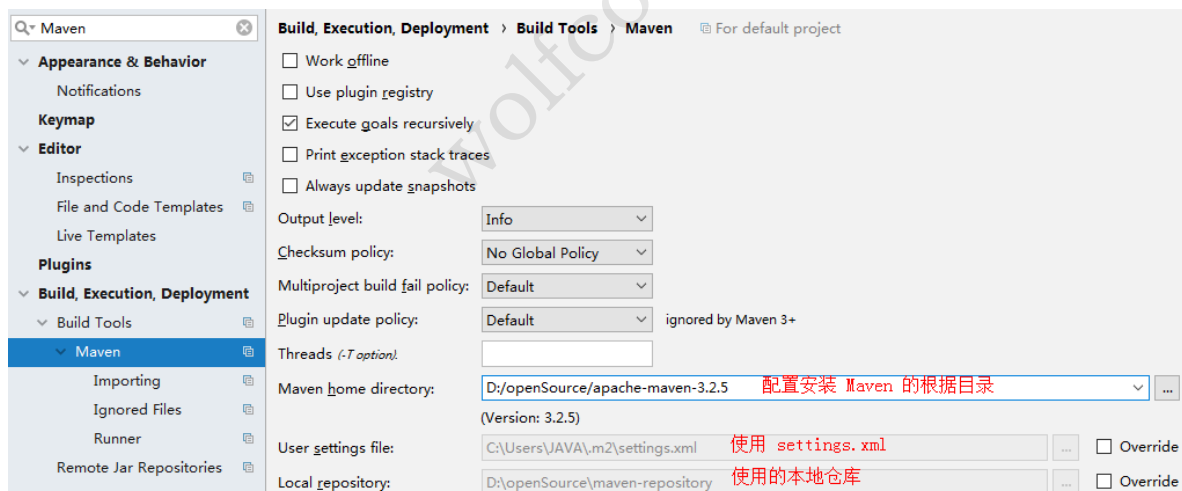 Maven
Appearance & Behavior
Notifications
Keymap
Editor
Inspections
File and Code Templates
Live Templates
Plugins
Build, Execution, Deployment
Build Tools
Maven
Importing
Ignored Files
Runner
Remote Jar Repositories
Build, Execution, Deployment › Build Tools › Maven For default project
Work offline
Use plugin registry
Execute goals recursively
Print exception stack traces
Always update snapshots
Output level: Info
Checksum policy: No Global Policy
Multiproject build fail policy: Default
Plugin update policy: Default ignored by Maven 3+
Threads (-T option).
Maven home directory: D:/openSource/apache-maven-3.2.5 配置安装 Maven 的根据目录 ...
(Version: 3.2.5)
User settings file: C:\Users\JAVA\.m2\settings.xml 使用 settings.xml ... Override
Local repository: D:\openSource\maven-repository 使用的本地仓库 ... Override
wolfco